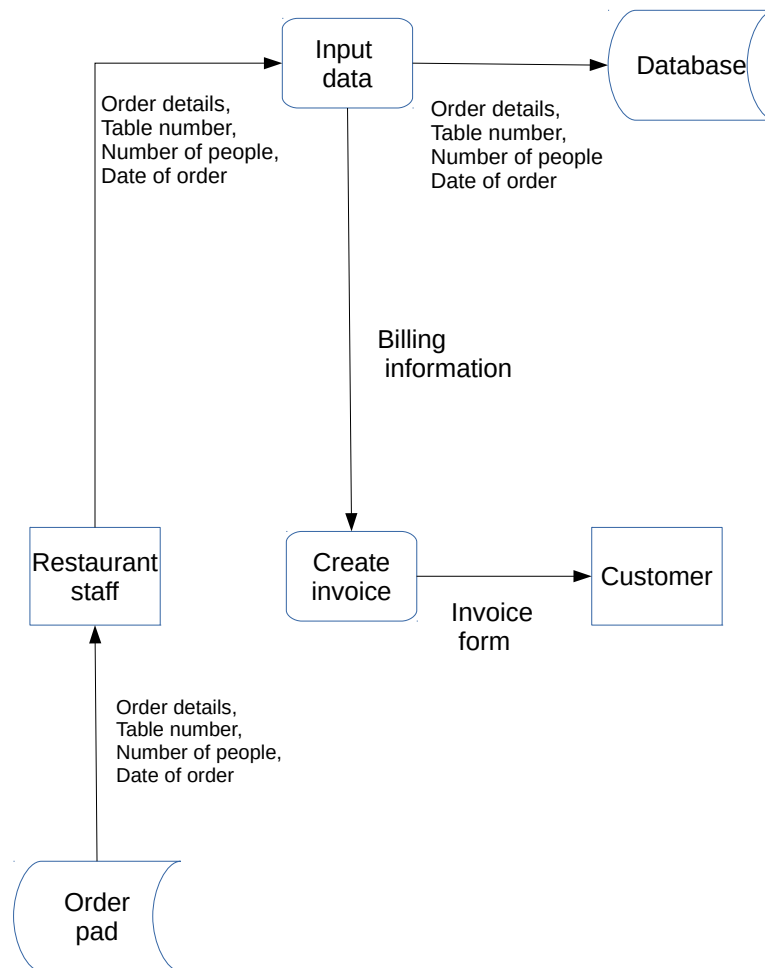 Input
data
Database
Order details,
Table number,
Number of people,
Date of order
Order details,
Table number,
Number of people
Date of order
Billing
information
Restaurant
staff
Create
invoice
Customer
Invoice
form
Order details,
Table number,
Number of people,
Date of order
Order
pad